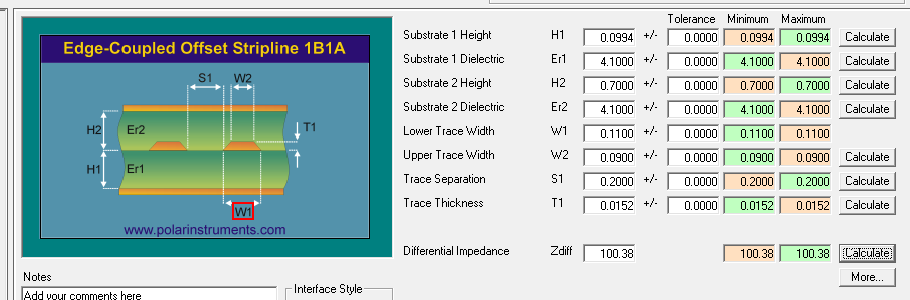 Tolerance Minimum Maximum
Edge-Coupled Offset Stripline 1B1A
Substrate 1 Height H1 0.0994 +/- 0.0000 0.0994 0.0994 Calculate
Substrate 1 Dielectric Er1 4.1000 +/- 0.0000 4.1000 4.1000 Calculate
Substrate 2 Height H2 0.7000 +/- 0.0000 0.7000 0.7000 Calculate
Substrate 2 Dielectric Er2 4.1000 +/- 0.0000 4.1000 4.1000 Calculate
Lower Trace Width W1 0.1100 +/- 0.0000 0.1100 0.1100
Upper Trace Width W2 0.0900 +/- 0.0000 0.0900 0.0900 Calculate
Trace Separation S1 0.2000 +/- 0.0000 0.2000 0.2000 Calculate
Trace Thickness T1 0.0152 +/- 0.0000 0.0152 0.0152 Calculate
S1 W2
T1
H2 Er2
H1 Er1
W1
www.polarinstruments.com
Differential Impedance Zdiff 100.38 100.38 100.38 Calculate
More...
Notes
Interface Style
Add your comments here